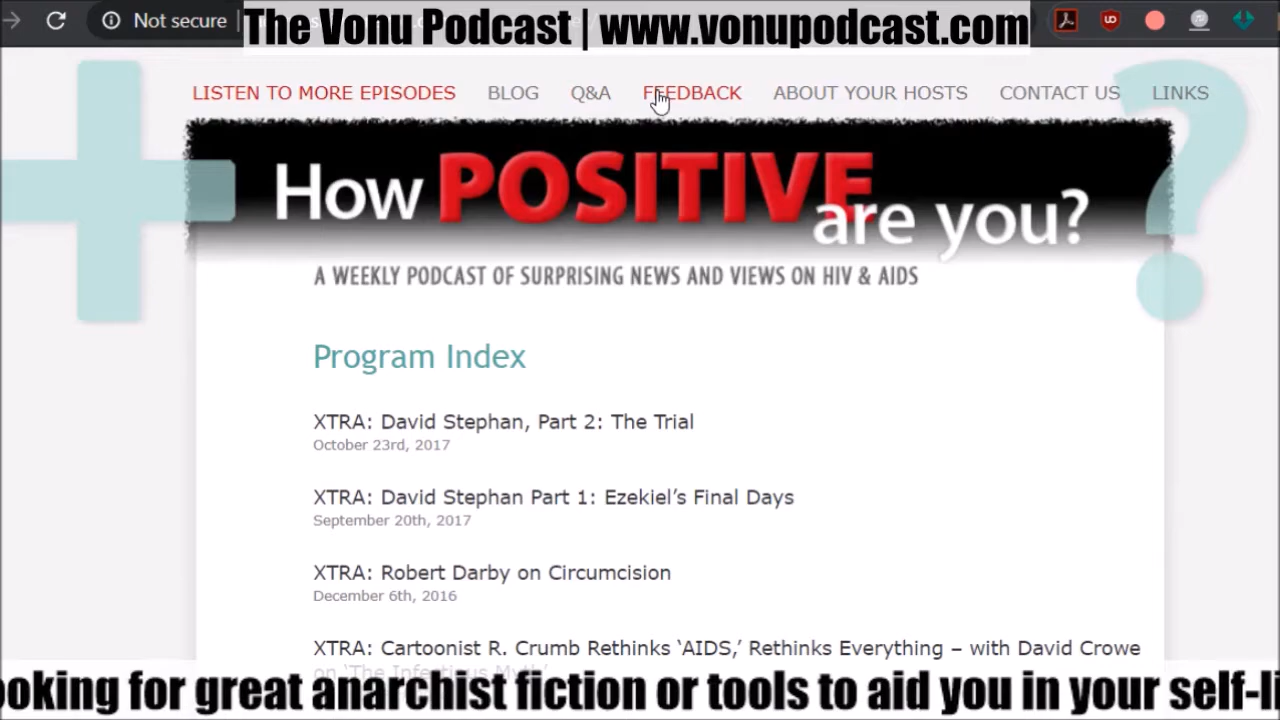 Not secure
The Vonu Podcast | www.vonupodcast.com
LISTEN TO MORE EPISODES BLOG Q&A FEEDBACK ABOUT YOUR HOSTS CONTACT US LINKS
How POSITIVE are you?
A WEEKLY PODCAST OF SURPRISING NEWS AND VIEWS ON HIV & AIDS
Program Index
XTRA: David Stephan, Part 2: The Trial
October 23rd, 2017
XTRA: David Stephan Part 1: Ezekiel’s Final Days
September 20th, 2017
XTRA: Robert Darby on Circumcision
December 6th, 2016
XTRA: Cartoonist R. Crumb Rethinks ‘AIDS,’ Rethinks Everything – with David Crowe
on ‘The Infectious Myth’
ooking for great anarchist fiction or tools to aid you in your self-li